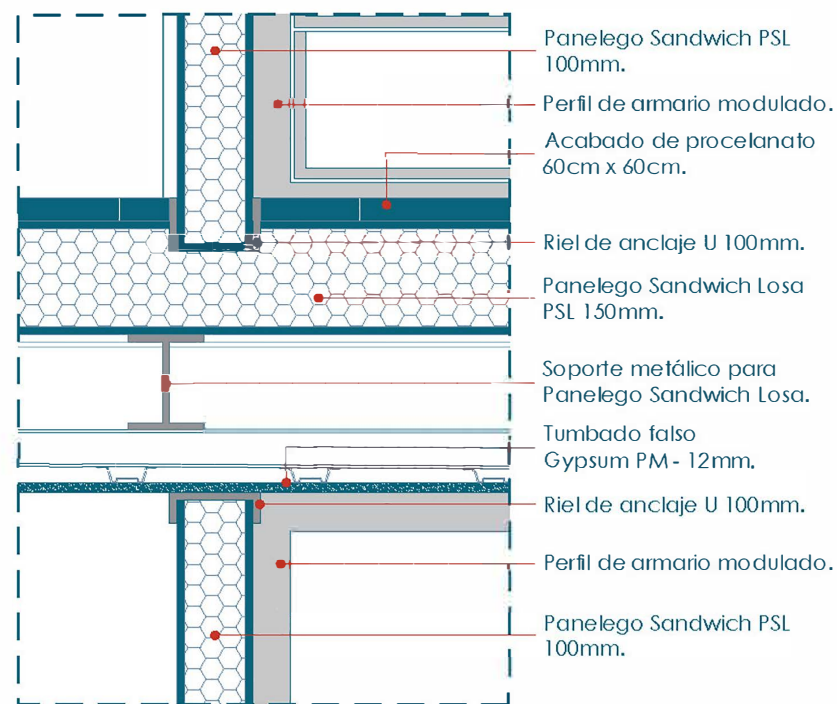 Panelego Sandwich PSL
100mm.
Perfil de armario modulado.
Acabado de procelanato
60cm x 60cm.
Riel de anclaje U 100mm.
Panelego Sandwich Losa
PSL 150mm.
Soporte metálico para
Panelego Sandwich Losa.
Tumbado falso
Gypsum PM - 12mm.
Riel de anclaje U 100mm.
Perfil de armario modulado.
Panelego Sandwich PSL
100mm.